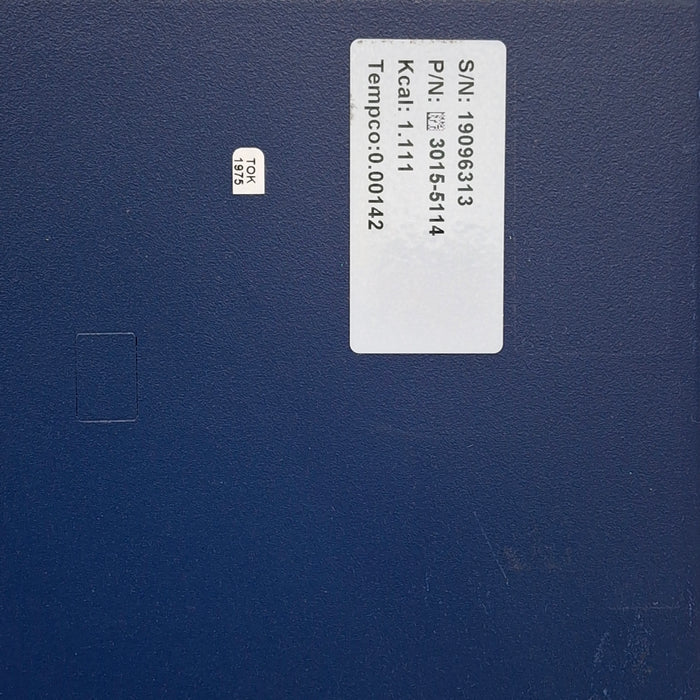 S/N: 19096313
P/N: 3015-5114
Kcal: 1.111
Tempco:0.00142
TOK
1975